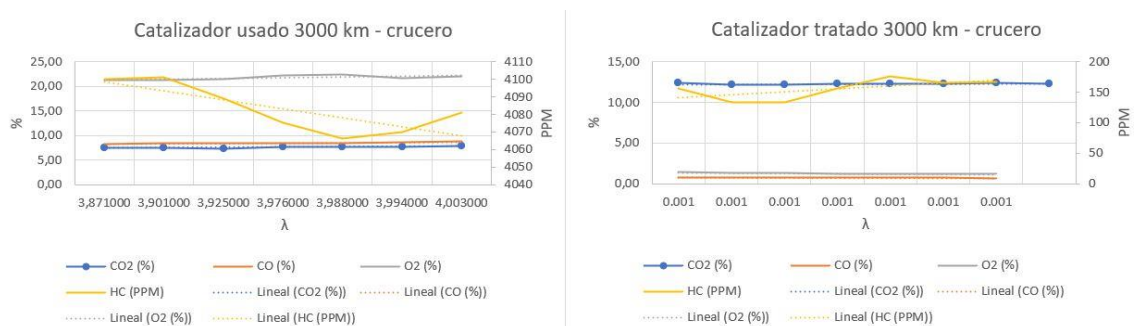 Catalizador usado 3000 km - crucero
25,00
20,00
15,00
10,00
5,00
0,00
%
4110
4100
4090
4080
4070
4060
4050
4040
PPM
3,871000 3,901000 3,925000 3,976000 3,988000 3,994000 4,003000
λ
CO2 (%) CO (%) O2 (%)
HC (PPM) Lineal (CO2 (%)) Lineal (CO (%))
Lineal (O2 (%)) Lineal (HC (PPM))
Catalizador tratado 3000 km - crucero
15,00
10,00
5,00
0,00
%
200
150
100
50
0
PPM
0.001 0.001 0.001 0.001 0.001 0.001 0.001
λ
CO2 (%) CO (%) O2 (%)
HC (PPM) Lineal (CO2 (%)) Lineal (CO (%))
Lineal (O2 (%)) Lineal (HC (PPM))